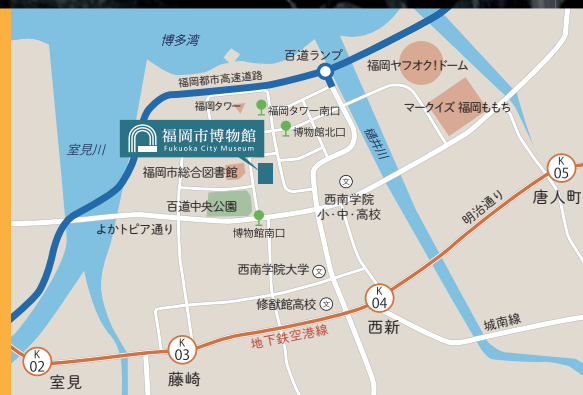 博多湾
百道ランプ
福岡ヤフオク!ドーム
福岡都市高速道路
福岡タワー
福岡タワー南口
マークイズ 福岡ももち
博物館北口
福岡市博物館
Fukuoka City Museum
室見川
樋井川
福岡市総合図書館
K
05
唐人町
百道中央公園
文
西南学院
小・中・高校
明治通り
よかトピア通り
博物館南口
西南学院大学 文
修猷館高校 文
K
04
西新
城南線
地下鉄空港線
K
03
藤崎
K
02
室見